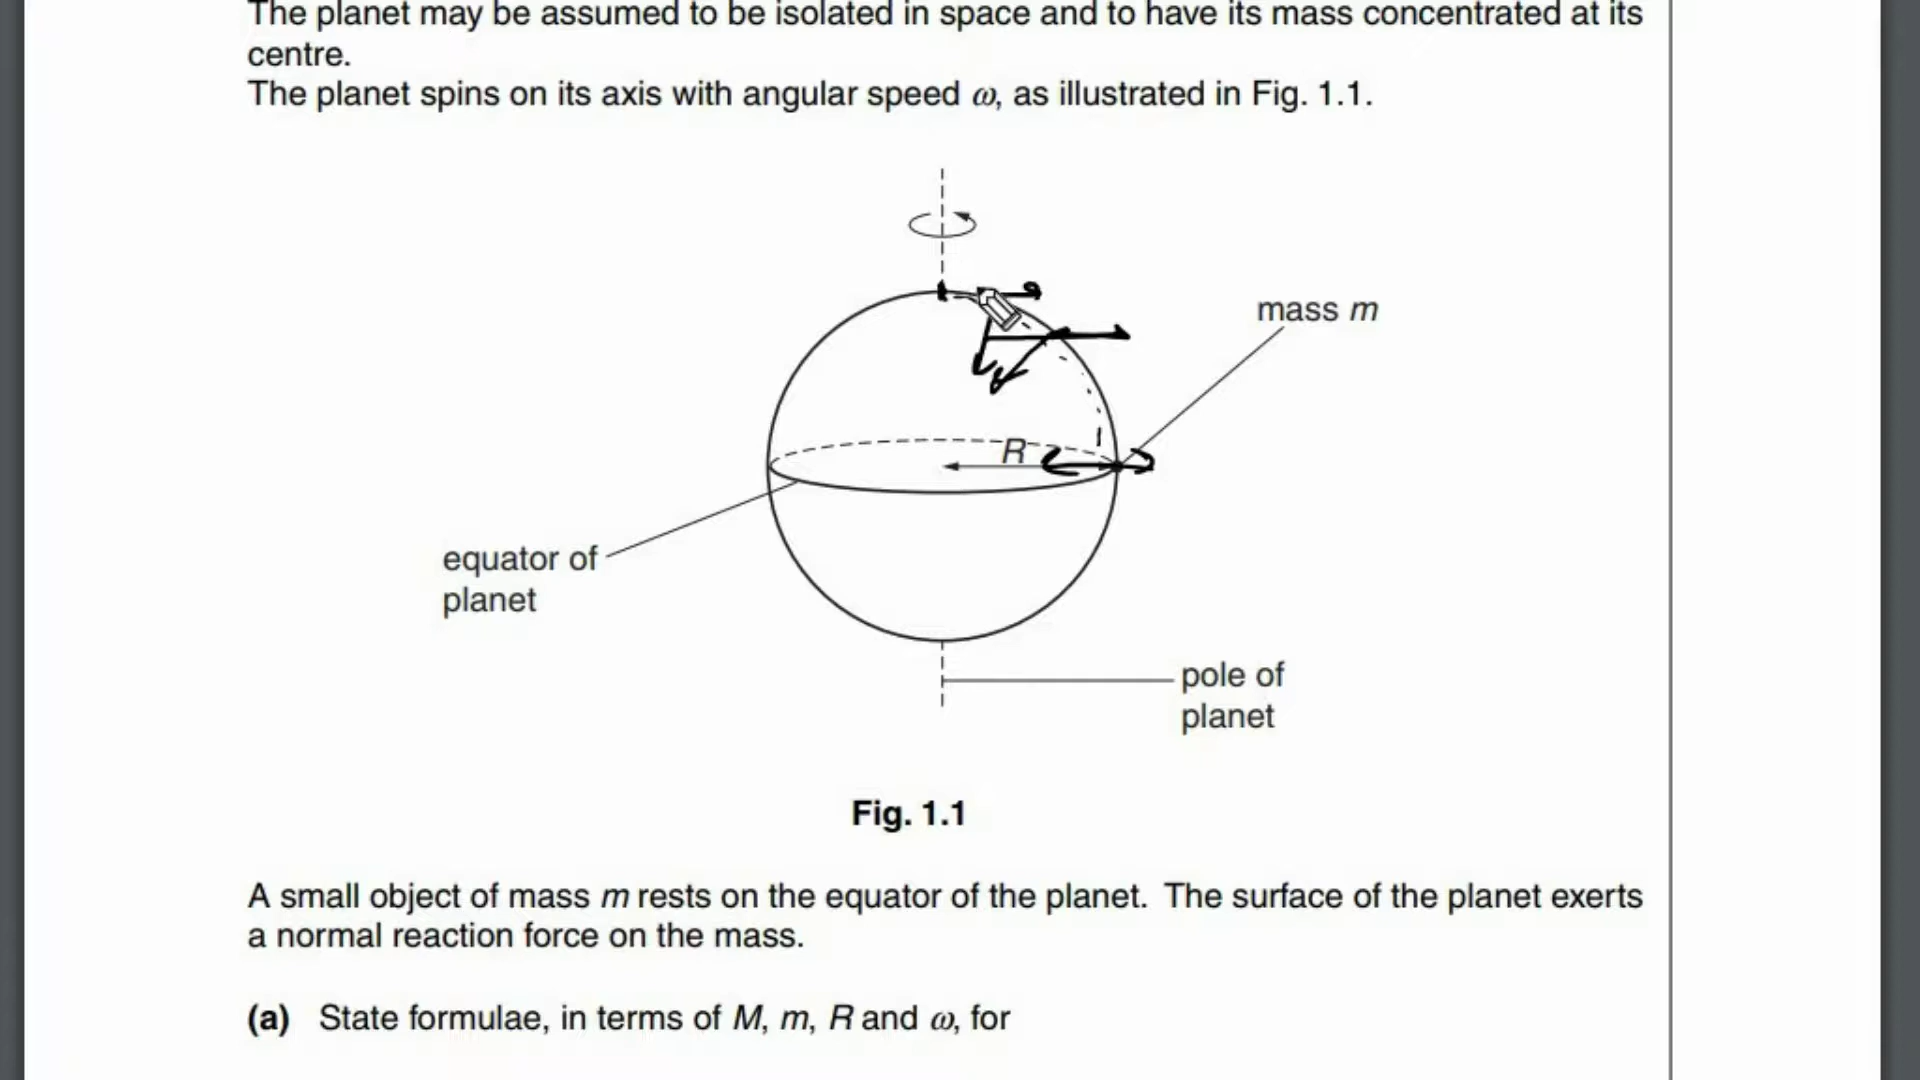 The planet may be assumed to be isolated in space and to have its mass concentrated at its
centre.
The planet spins on its axis with angular speed ω, as illustrated in Fig. 1.1.
mass m
R
equator of
planet
pole of
planet
Fig. 1.1
A small object of mass m rests on the equator of the planet. The surface of the planet exerts
a normal reaction force on the mass.
(a) State formulae, in terms of M, m, R and ω, for